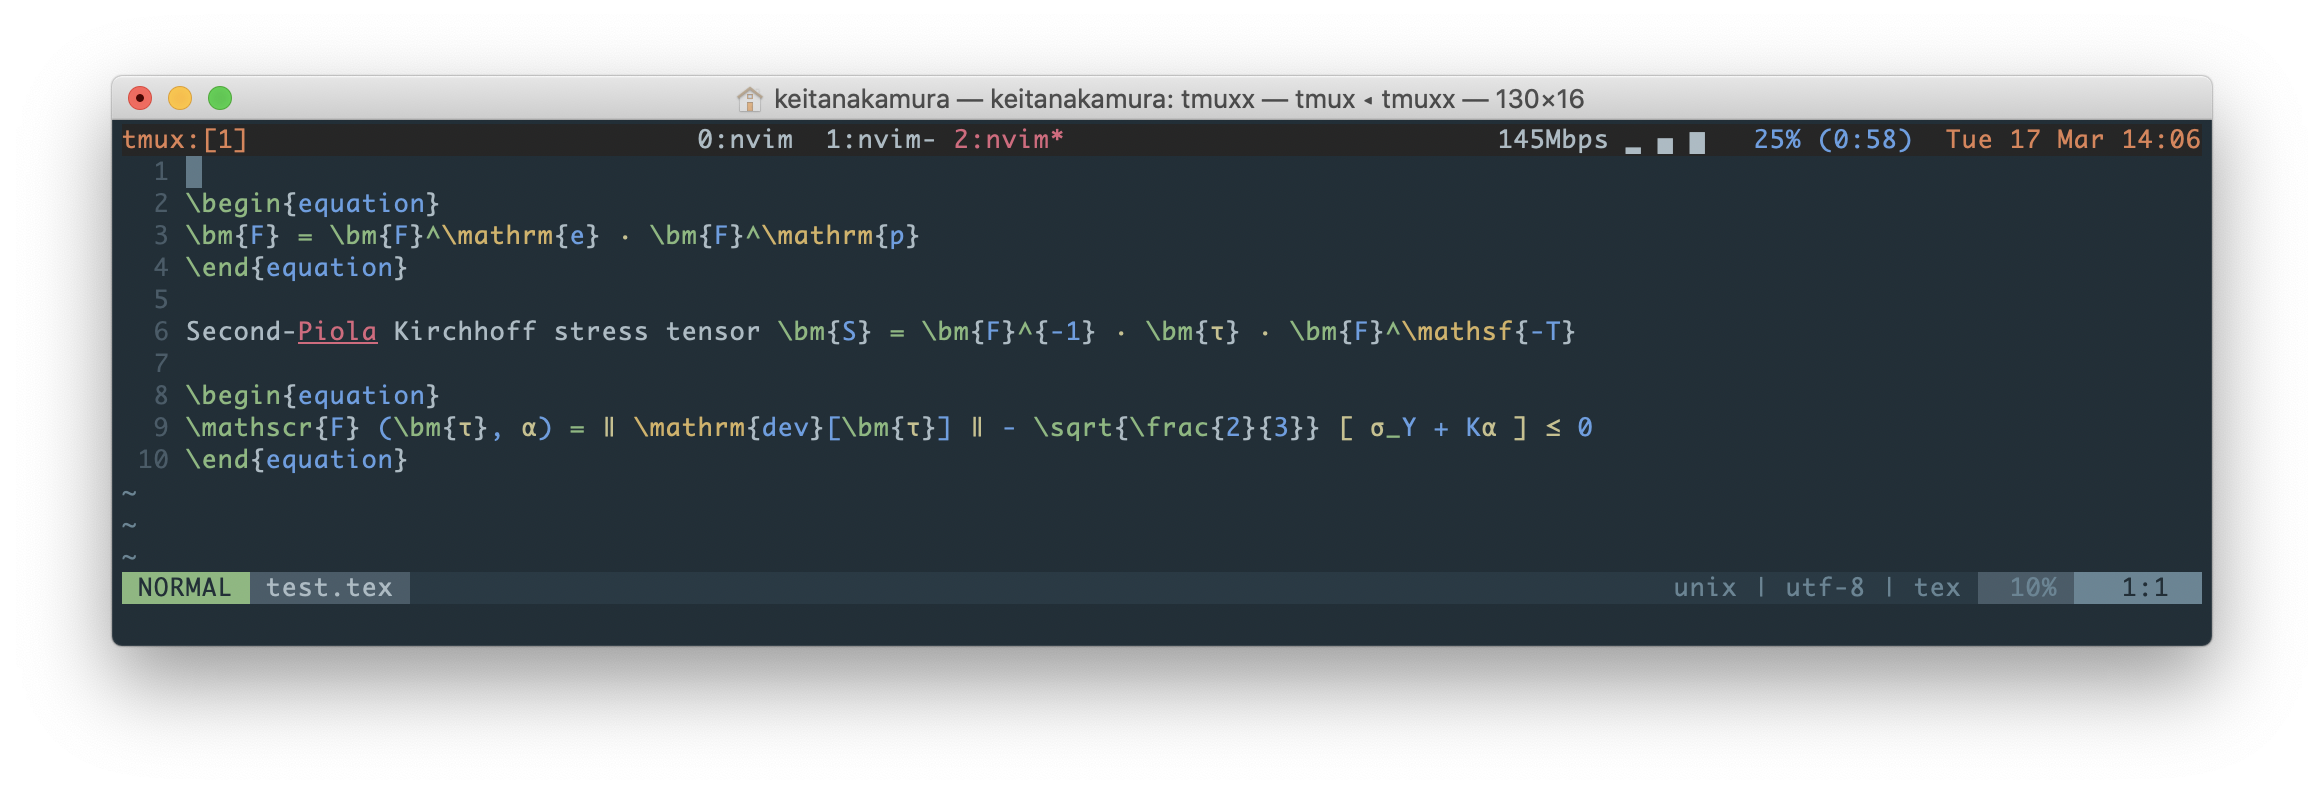 keitanakamura — keitanakamura: tmuxx — tmux ◂ tmuxx — 130×16
tmux:[1] 0:nvim 1:nvim- 2:nvim* 145Mbps ▂ ▄ ▆ 25% (0:58) Tue 17 Mar 14:06
1
2 \begin{equation}
3 \bm{F} = \bm{F}^\mathrm{e} · \bm{F}^\mathrm{p}
4 \end{equation}
5
6 Second-Piola Kirchhoff stress tensor \bm{S} = \bm{F}^{-1} · \bm{τ} · \bm{F}^\mathsf{-T}
7
8 \begin{equation}
9 \mathscr{F} (\bm{τ}, α) = ‖ \mathrm{dev}[\bm{τ}] ‖ - \sqrt{\frac{2}{3}} [ σ_Y + Kα ] ≤ 0
10 \end{equation}
~
~
~
NORMAL test.tex unix | utf-8 | tex 10% 1:1